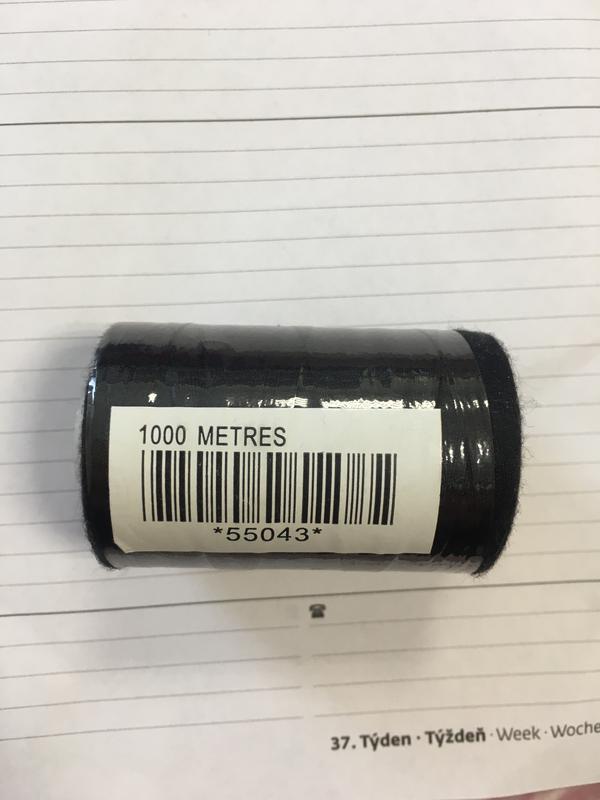 1000 METRES
*55043*
37. Týden · Týždeň · Week · Woche